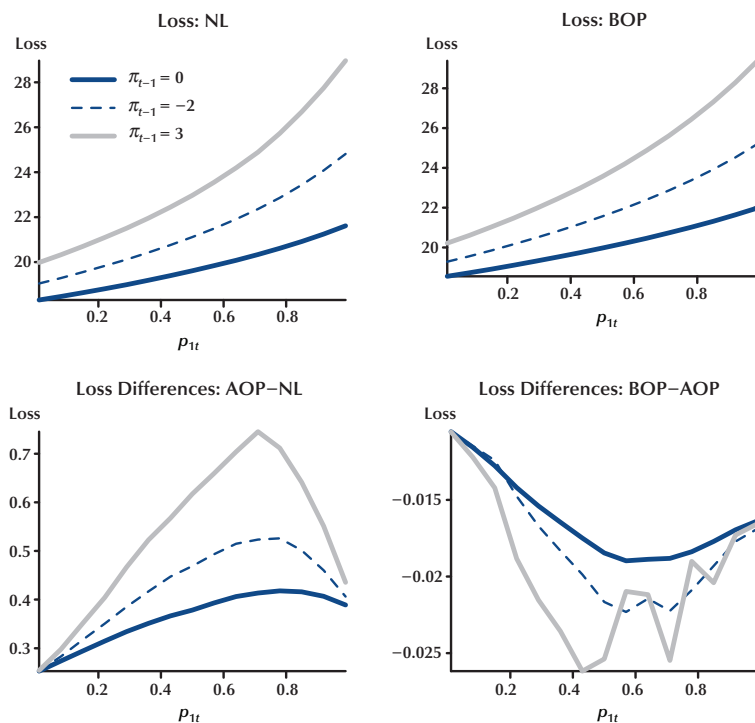 Loss: NL
Loss
28
26
24
22
20
0.2 0.4 0.6 0.8
p1t
πt−1 = 0
πt−1 = −2
πt−1 = 3
Loss: BOP
Loss
28
26
24
22
20
0.2 0.4 0.6 0.8
p1t
Loss Differences: AOP−NL
Loss
0.7
0.6
0.5
0.4
0.3
0.2 0.4 0.6 0.8
p1t
Loss Differences: BOP−AOP
Loss
−0.015
−0.02
−0.025
0.2 0.4 0.6 0.8
p1t